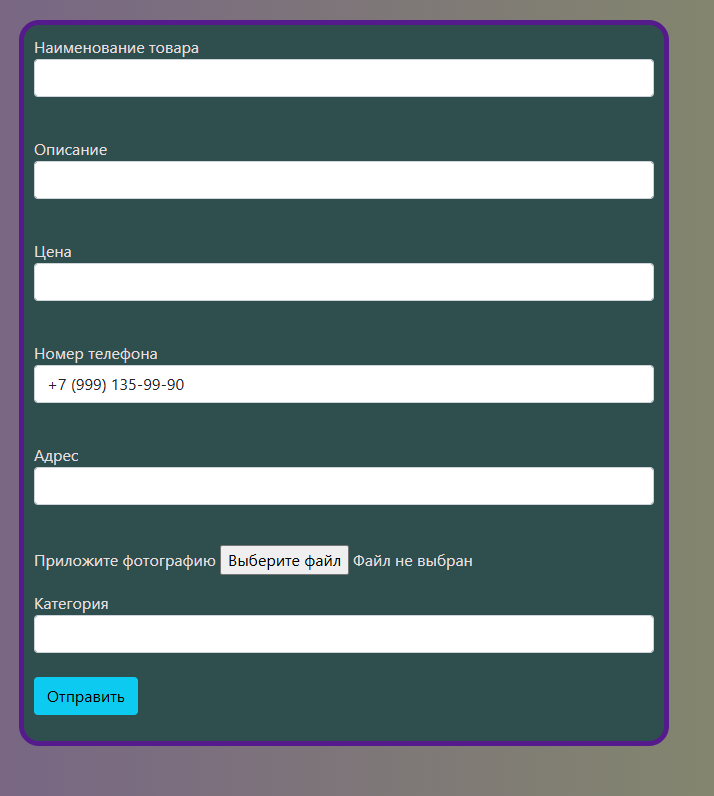 Наименование товара
Описание
Цена
Номер телефона
+7 (999) 135-99-90
Адрес
Приложите фотографию Выберите файл Файл не выбран
Категория
Отправить